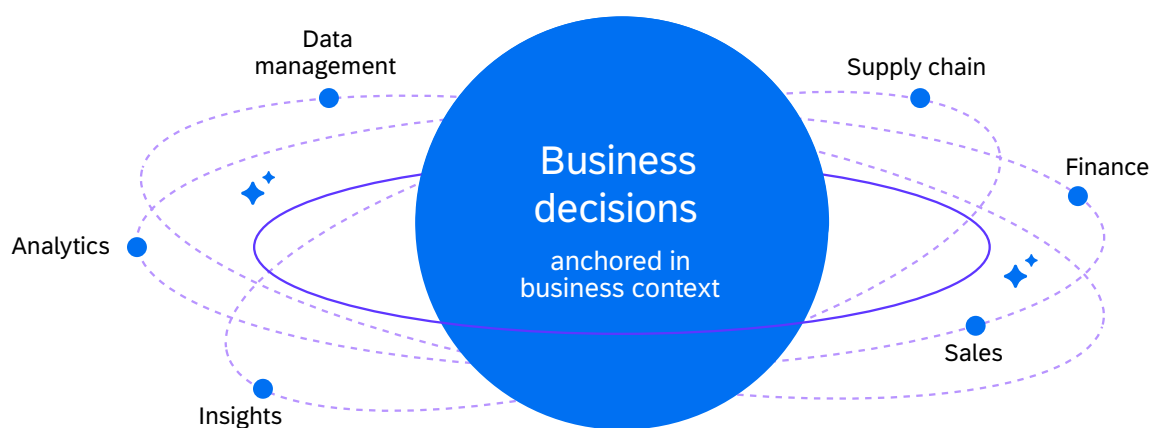 Data
management
Supply chain
Business
decisions
anchored in
business context
Finance
Analytics
Sales
Insights